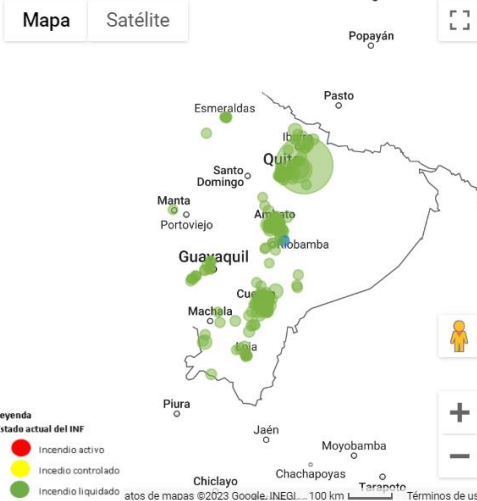 Mapa Satélite
Popayán
Pasto
Esmeraldas
Quito
Santo
Domingo
Manta
Portoviejo
Ambato
Riobamba
Guayaquil
Cuenca
Machala
Loja
Piura
Jaén
Moyobamba
Chachapoyas
Tarapoto
Chiclayo
eyenda
stado actual del INF
Incendio activo
Incedio controlado
Incendio liquidado
atos de mapas ©2023 Google, INEGI 100 km Términos de us